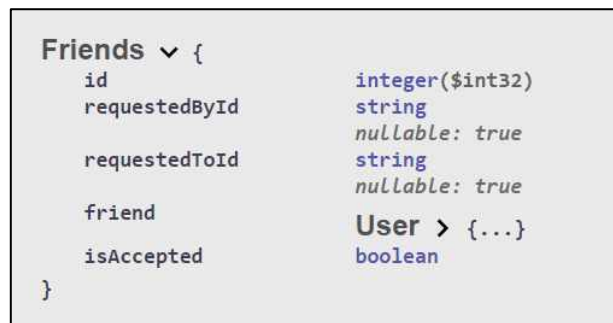 Friends {
id integer($int32)
requestedById string
nullable: true
requestedToId string
nullable: true
friend User > {...}
isAccepted boolean
}